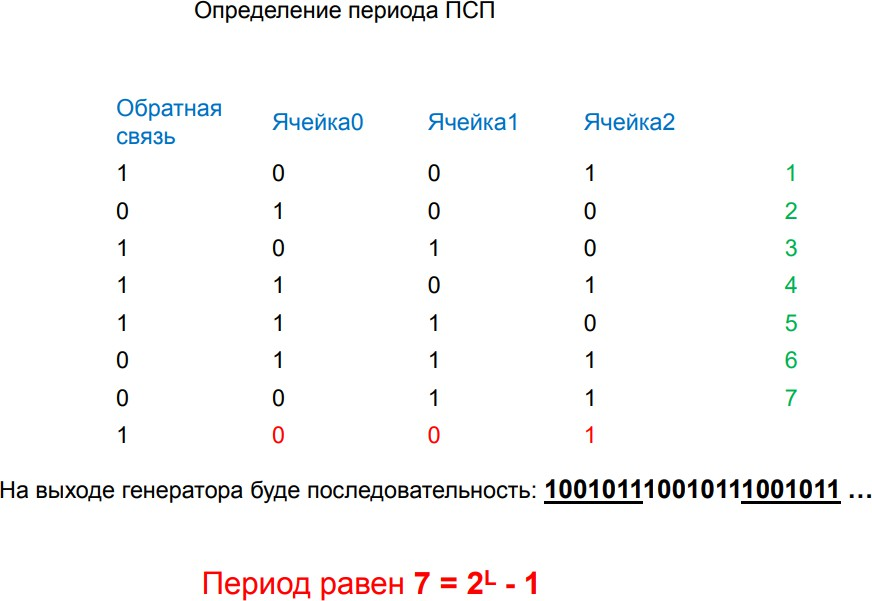 Определение периода ПСП
Обратная связь Ячейка0 Ячейка1 Ячейка2
1 0 0 1 1
0 1 0 0 2
1 0 1 0 3
1 1 0 1 4
1 1 1 0 5
0 1 1 1 6
0 0 1 1 7
1 0 0 1
На выходе генератора буде последовательность: 100101110010111001011 ...
Период равен 7 = 2ᴸ - 1